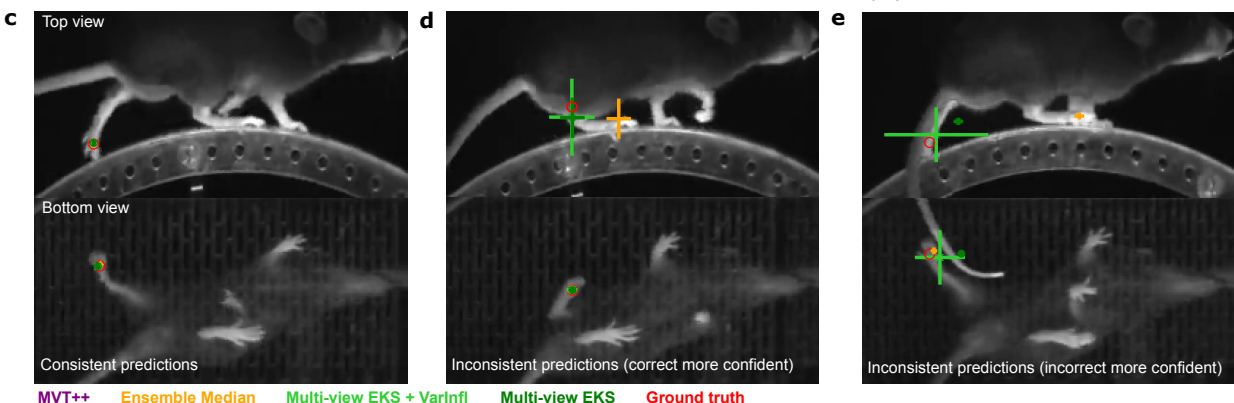 c
Top view
Bottom view
Consistent predictions
d
Inconsistent predictions (correct more confident)
e
Inconsistent predictions (incorrect more confident)
MVT++ Ensemble Median Multi-view EKS + VarInfl Multi-view EKS Ground truth